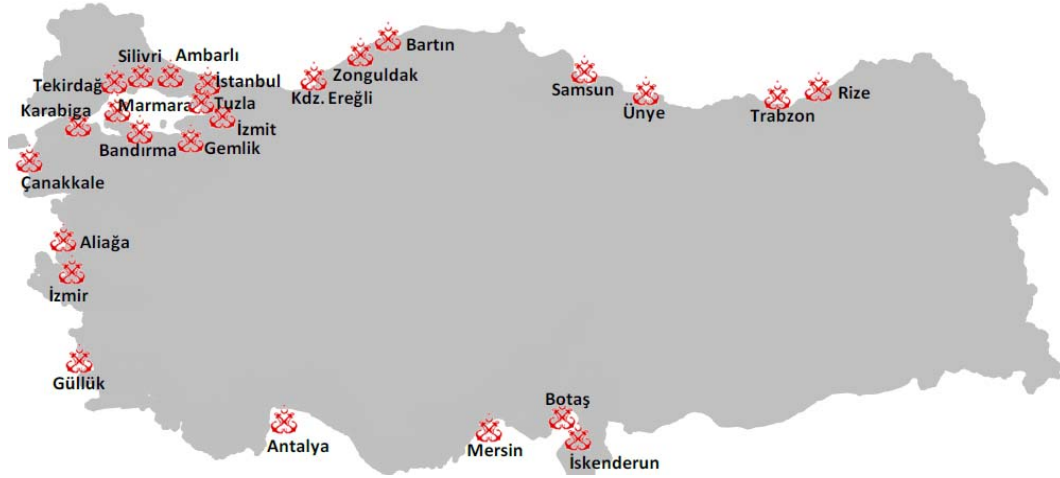 Bartın
Silivri
Ambarlı
Zonguldak
Tekirdağ
İstanbul
Samsun
Rize
Kdz. Ereğli
Karabiga
Marmara
Tuzla
Ünye
Trabzon
İzmit
Bandırma
Gemlik
Çanakkale
Aliağa
İzmir
Güllük
Botaş
Antalya
Mersin
İskenderun